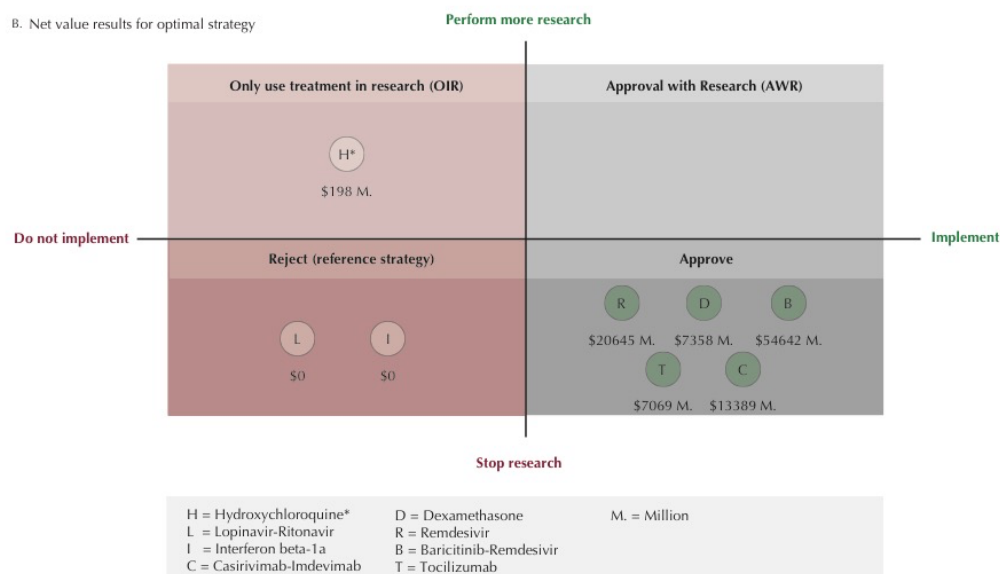 B. Net value results for optimal strategy
Perform more research
Only use treatment in research (OIR)
Approval with Research (AWR)
H*
$198 M.
Do not implement
Implement
Reject (reference strategy)
Approve
L
I
$0
$0
R
D
B
$20645 M.
$7358 M.
$54642 M.
T
C
$7069 M.
$13389 M.
Stop research
H = Hydroxychloroquine*
L = Lopinavir-Ritonavir
I = Interferon beta-1a
C = Casirivimab-Imdevimab
D = Dexamethasone
R = Remdesivir
B = Baricitinib-Remdesivir
T = Tocilizumab
M. = Million